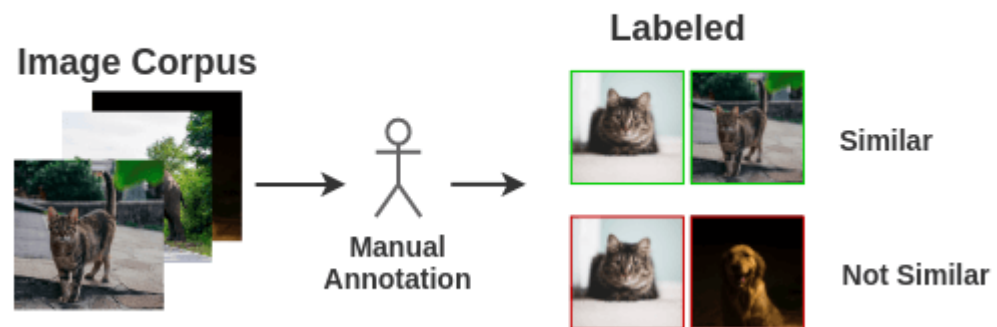 Image Corpus
Manual
Annotation
Labeled
Similar
Not Similar